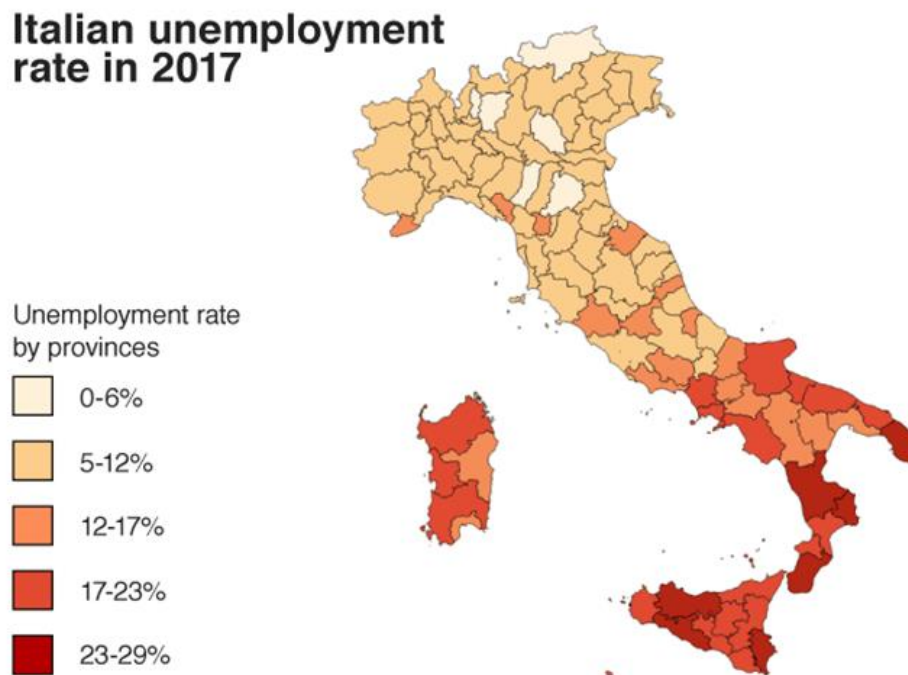 Italian unemployment
rate in 2017
Unemployment rate
by provinces
0-6%
5-12%
12-17%
17-23%
23-29%